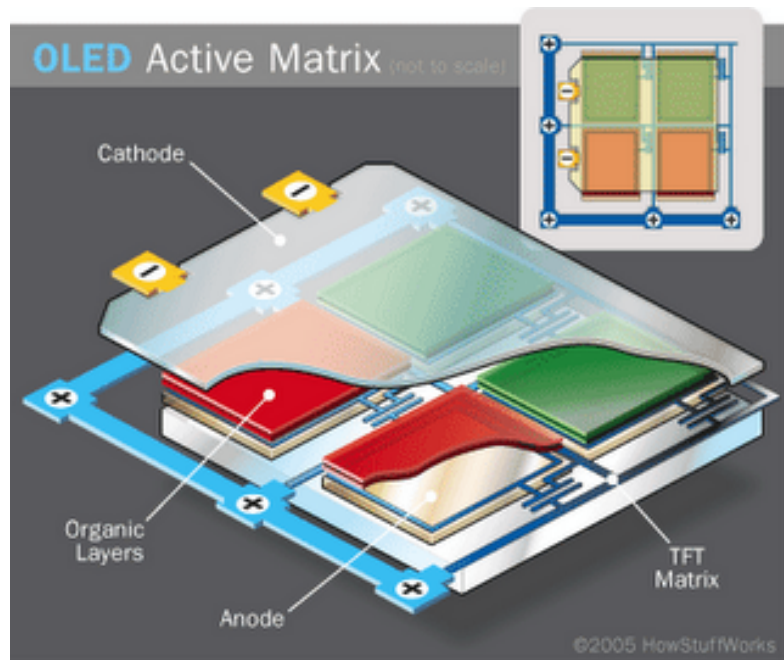 OLED Active Matrix (not to scale)
Cathode
Organic
Layers
Anode
TFT
Matrix
©2005 HowStuffWorks